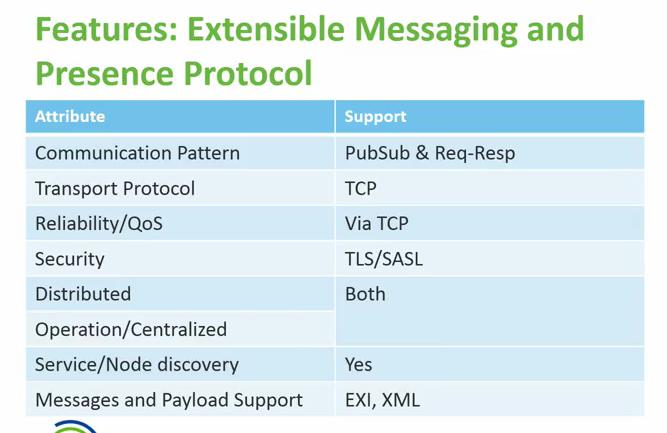 Features: Extensible Messaging and
Presence Protocol
Attribute Support
Communication Pattern PubSub & Req-Resp
Transport Protocol TCP
Reliability/QoS Via TCP
Security TLS/SASL
Distributed Both
Operation/Centralized
Service/Node discovery Yes
Messages and Payload Support EXI, XML